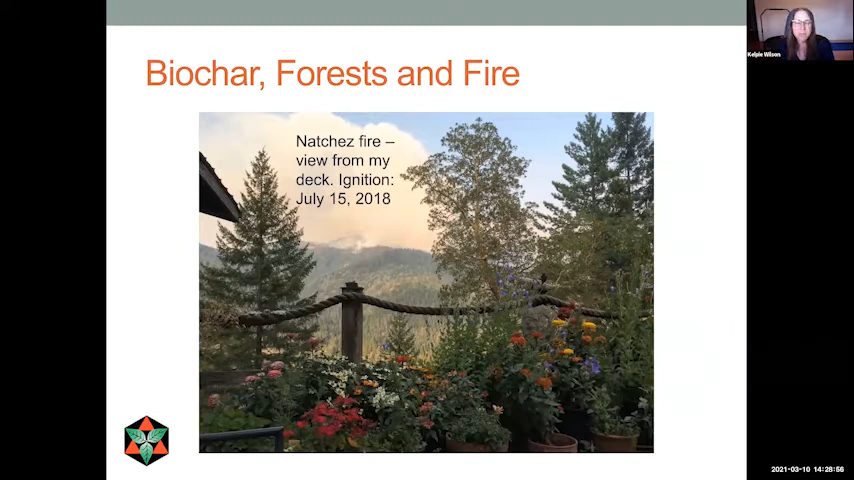 Biochar, Forests and Fire
Natchez fire –
view from my
deck. Ignition:
July 15, 2018
Kelpie Wilson
2021-03-10 14:28:56